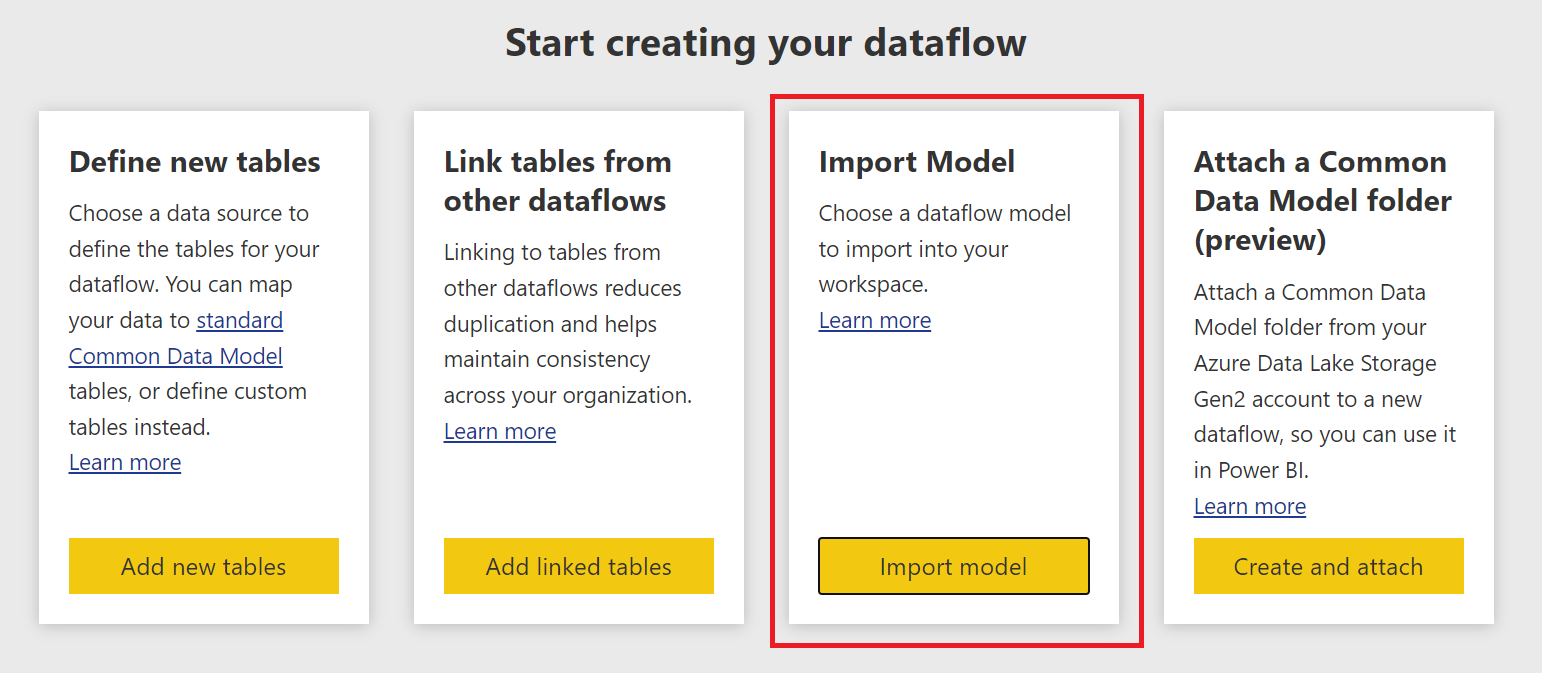 Start creating your dataflow
Define new tables
Choose a data source to
define the tables for your
dataflow. You can map
your data to standard
Common Data Model
tables, or define custom
tables instead.
Learn more
Add new tables
Link tables from
other dataflows
Linking to tables from
other dataflows reduces
duplication and helps
maintain consistency
across your organization.
Learn more
Add linked tables
Import Model
Choose a dataflow model
to import into your
workspace.
Learn more
Import model
Attach a Common
Data Model folder
(preview)
Attach a Common Data
Model folder from your
Azure Data Lake Storage
Gen2 account to a new
dataflow, so you can use it
in Power BI.
Learn more
Create and attach